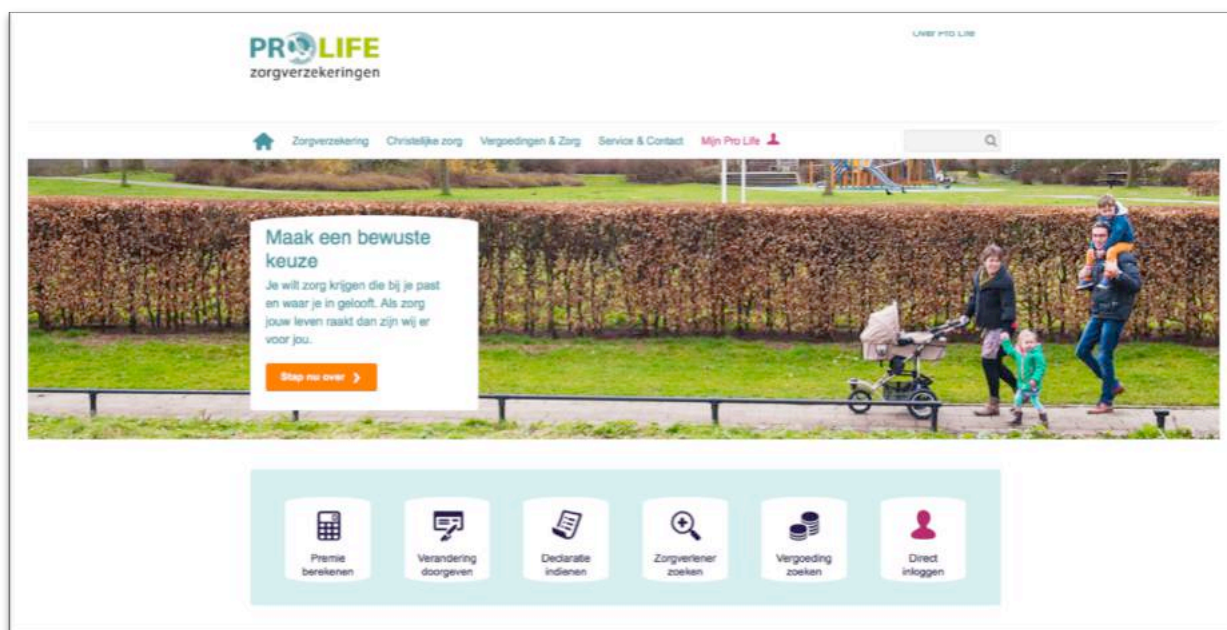 Over Pro Life
PROLIFE
zorgverzekeringen
Zorgverzekering Christelijke zorg Vergoedingen & Zorg Service & Contact Mijn Pro Life
Maak een bewuste
keuze
Je wilt zorg krijgen die bij je past
en waar je in gelooft. Als zorg
jouw leven raakt dan zijn wij er
voor jou.
Stap nu over
Premie
berekenen
Verandering
doorgeven
Declaratie
indienen
Zorgverlener
zoeken
Vergoeding
zoeken
Direct
inloggen